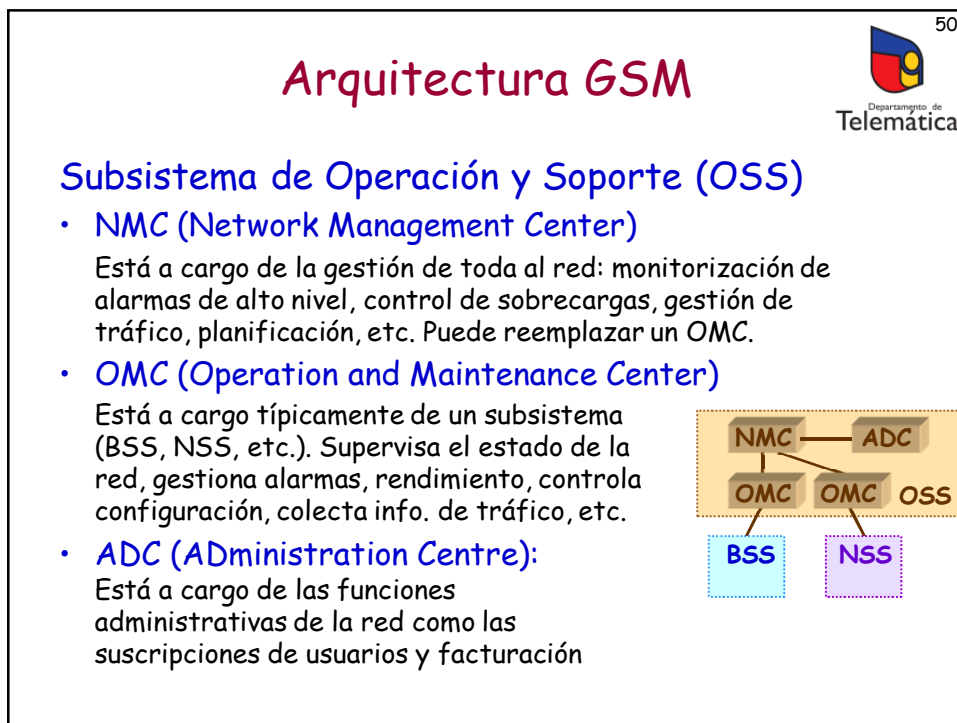 50
Arquitectura GSM
Departamento de
Telemática
Subsistema de Operación y Soporte (OSS)
• NMC (Network Management Center)
Está a cargo de la gestión de toda al red: monitorización de
alarmas de alto nivel, control de sobrecargas, gestión de
tráfico, planificación, etc. Puede reemplazar un OMC.
• OMC (Operation and Maintenance Center)
Está a cargo típicamente de un subsistema
(BSS, NSS, etc.). Supervisa el estado de la
red, gestiona alarmas, rendimiento, controla
configuración, colecta info. de tráfico, etc.
• ADC (ADministration Centre):
Está a cargo de las funciones
administrativas de la red como las
suscripciones de usuarios y facturación
NMC ADC
OMC OMC OSS
BSS NSS